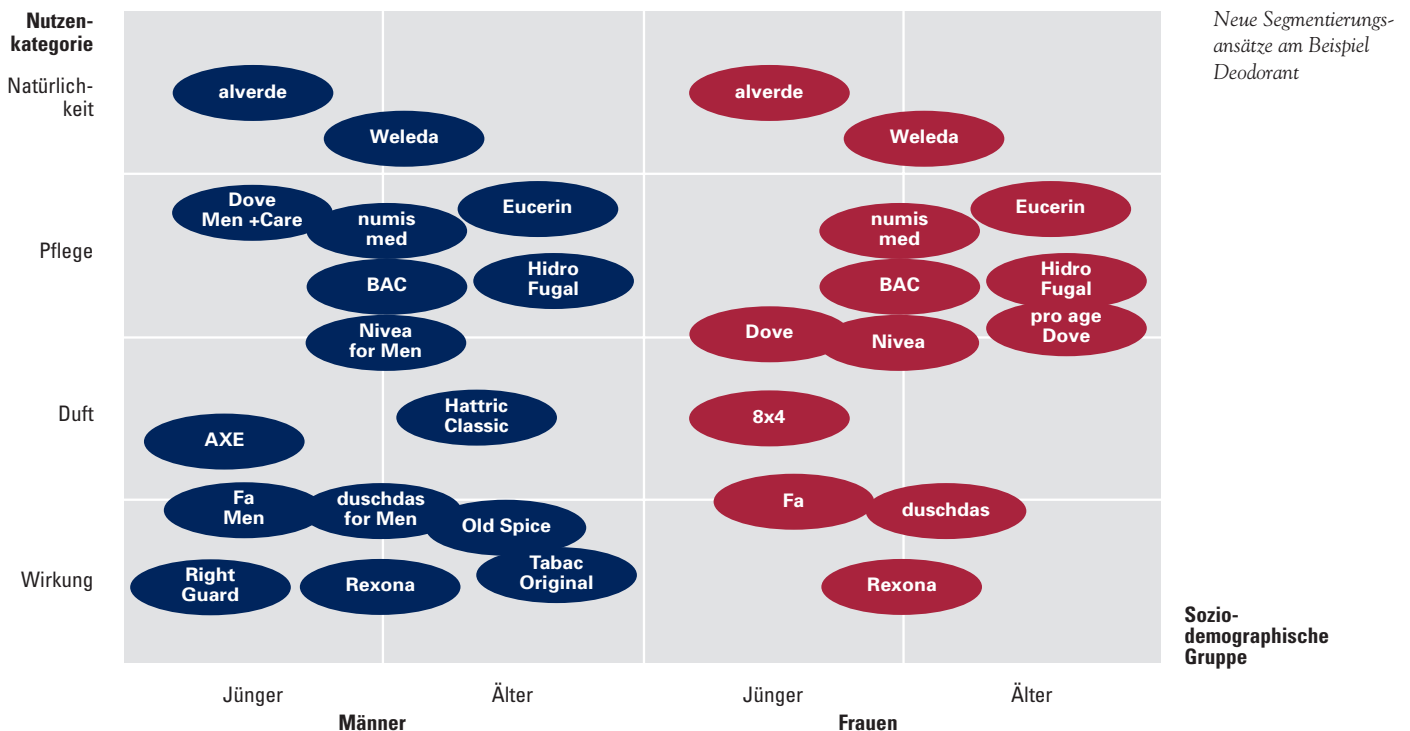 Nutzen-
kategorie
Neue Segmentierungs-
ansätze am Beispiel
Deodorant
Natürlich-
keit
alverde
Weleda
alverde
Weleda
Pflege
Dove
Men +Care
numis
med
Eucerin
BAC
Hidro
Fugal
Nivea
for Men
numis
med
Eucerin
BAC
Hidro
Fugal
Dove
Nivea
pro age
Dove
Duft
Hattric
Classic
AXE
8x4
Wirkung
Fa
Men
duschdas
for Men
Old Spice
Right
Guard
Rexona
Tabac
Original
Fa
duschdas
Rexona
Sozio-
demographische
Gruppe
Jünger
Älter
Jünger
Älter
Männer
Frauen